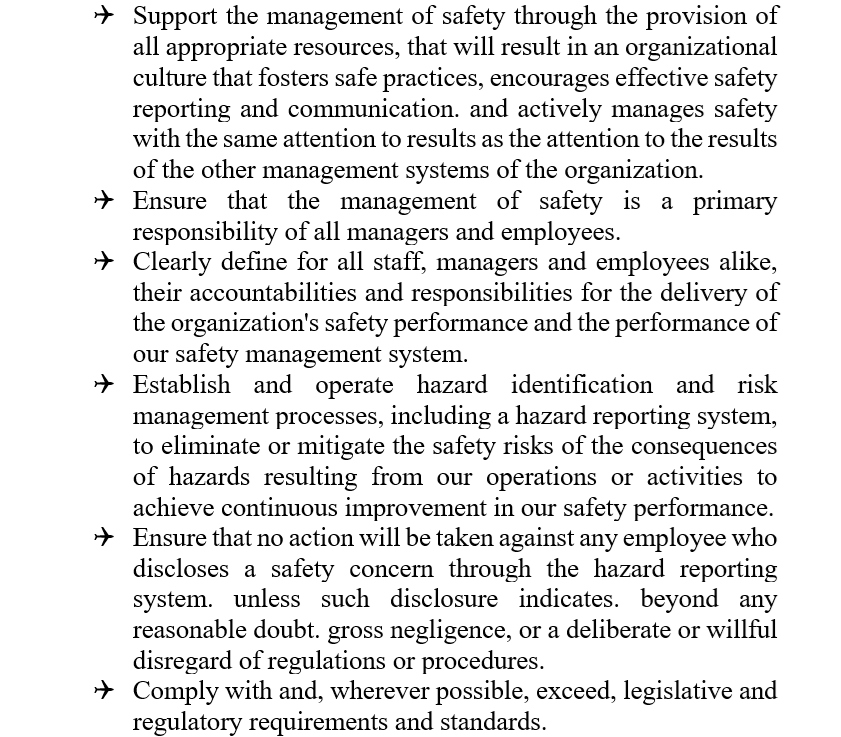 ✈ Support the management of safety through the provision of
all appropriate resources, that will result in an organizational
culture that fosters safe practices, encourages effective safety
reporting and communication. and actively manages safety
with the same attention to results as the attention to the results
of the other management systems of the organization.
✈ Ensure that the management of safety is a primary
responsibility of all managers and employees.
✈ Clearly define for all staff, managers and employees alike,
their accountabilities and responsibilities for the delivery of
the organization's safety performance and the performance of
our safety management system.
✈ Establish and operate hazard identification and risk
management processes, including a hazard reporting system,
to eliminate or mitigate the safety risks of the consequences
of hazards resulting from our operations or activities to
achieve continuous improvement in our safety performance.
✈ Ensure that no action will be taken against any employee who
discloses a safety concern through the hazard reporting
system. unless such disclosure indicates. beyond any
reasonable doubt. gross negligence, or a deliberate or willful
disregard of regulations or procedures.
✈ Comply with and, wherever possible, exceed, legislative and
regulatory requirements and standards.